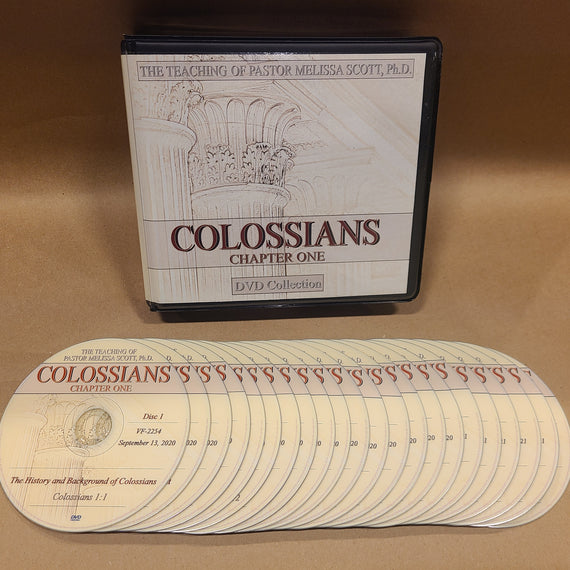 THE TEACHING OF PASTOR MELISSA SCOTT, Ph.D.
COLOSSIANS
CHAPTER ONE
DVD Collection
THE TEACHING OF
PASTOR MELISSA SCOTT, Ph.D.
COLOSSIANS
CHAPTER ONE
Disc 1
VF-2254
September 13, 2020
The History and Background of Colossians
Colossians 1:1
DVD